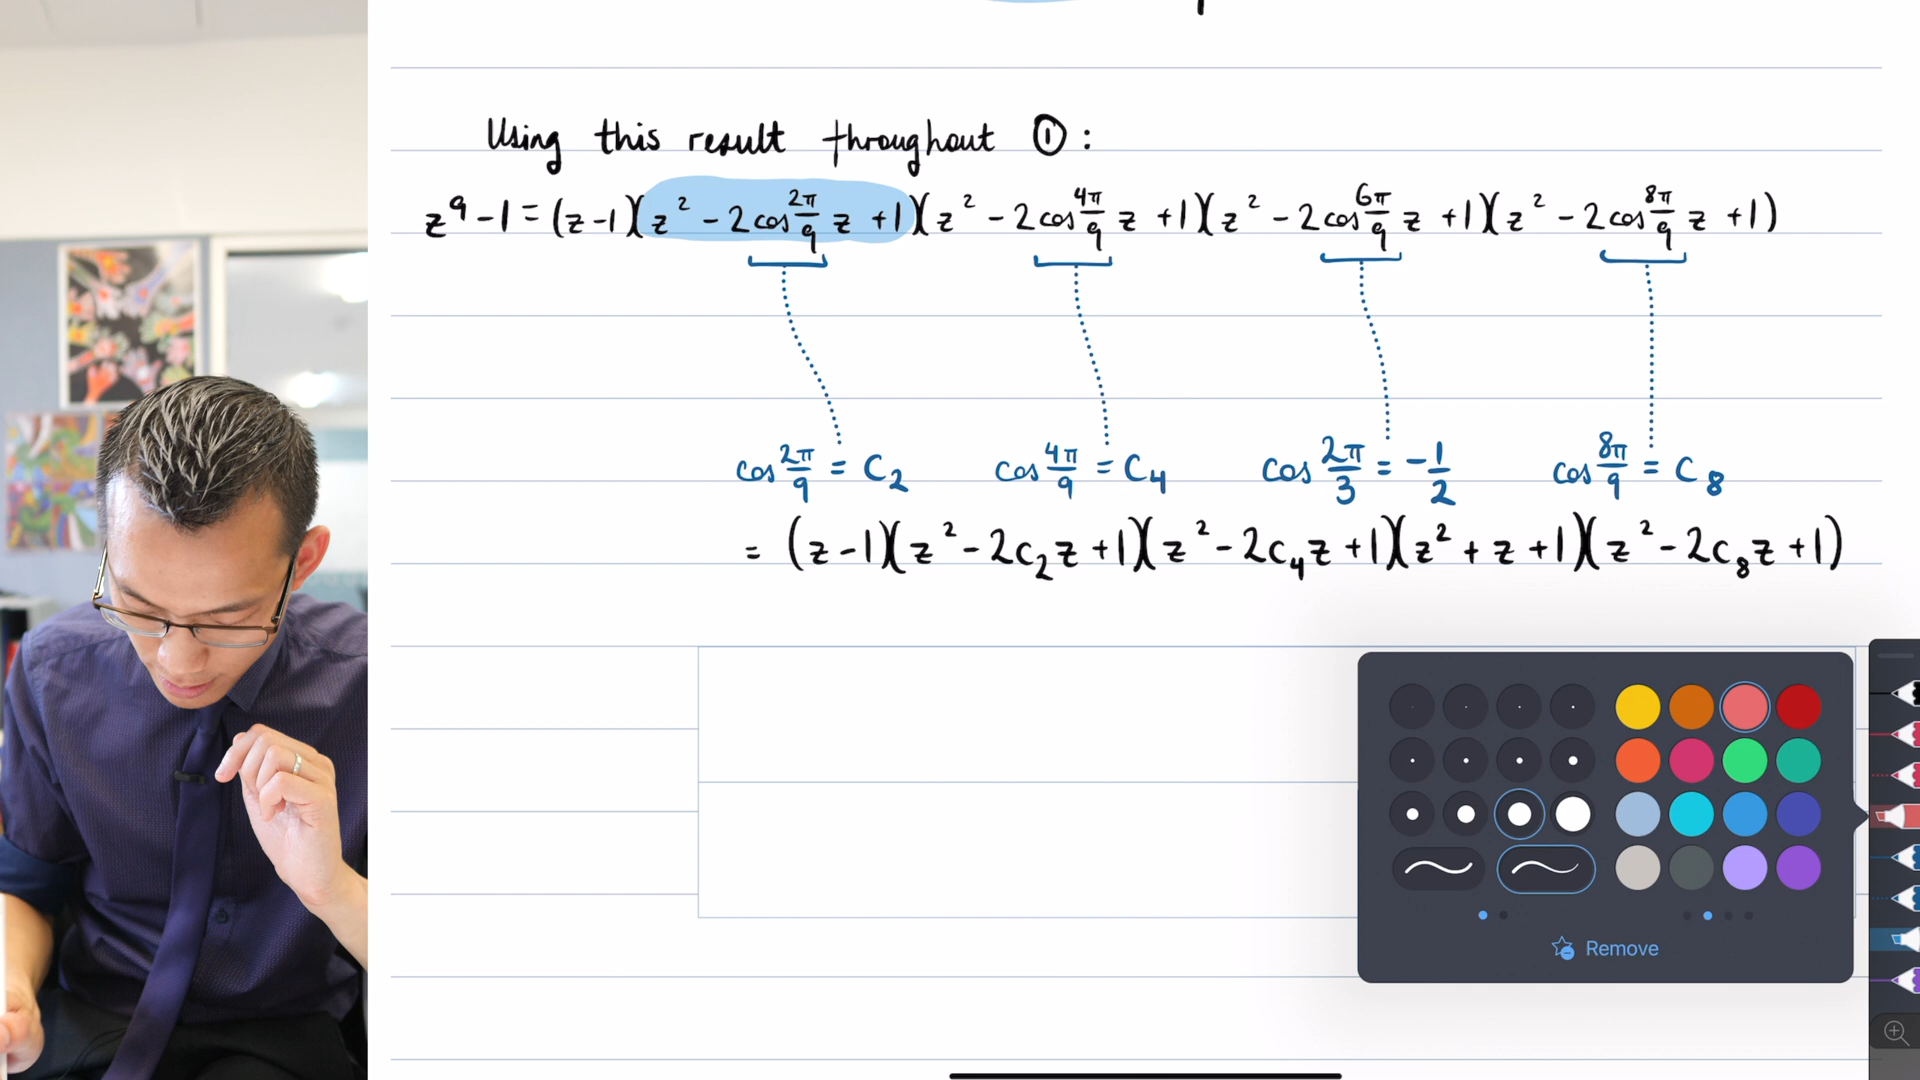 Using this result throughout ①:
z⁹-1 = (z-1)(z² - 2cos 2π/9 z +1)(z² - 2cos 4π/9 z +1)(z² - 2cos 6π/9 z +1)(z² - 2cos 8π/9 z +1)
cos 2π/9 = C₂ cos 4π/9 = C₄ cos 2π/3 = -1/2 cos 8π/9 = C₈
= (z-1)(z² - 2c₂z +1)(z² - 2c₄z +1)(z² + z +1)(z² - 2c₈z +1)
Remove